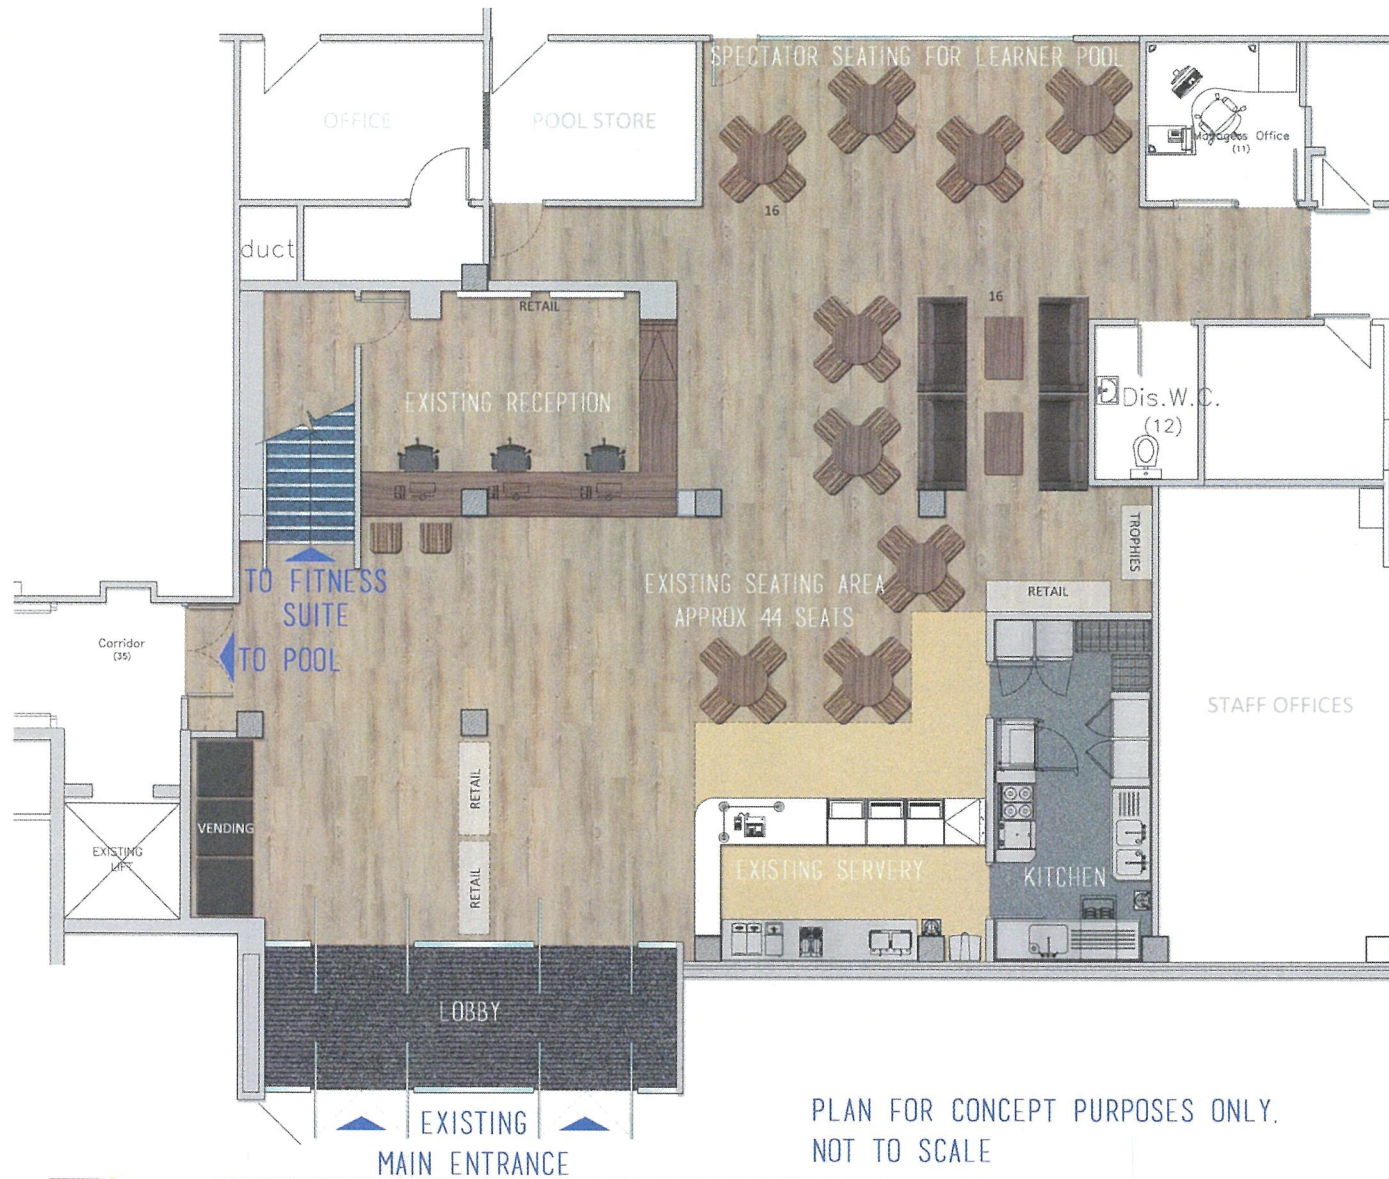 SPECTATOR SEATING FOR LEARNER POOL
OFFICE
POOL STORE
Managers Office
(11)
16
duct
RETAIL
16
EXISTING RECEPTION
Dis.W.C.
(12)
TROPHIES
TO FITNESS
SUITE
EXISTING SEATING AREA
APPROX 44 SEATS
RETAIL
Corridor
(35)
TO POOL
STAFF OFFICES
RETAIL
VENDING
EXISTING
LIFT
RETAIL
EXISTING SERVERY
KITCHEN
LOBBY
EXISTING
MAIN ENTRANCE
PLAN FOR CONCEPT PURPOSES ONLY.
NOT TO SCALE